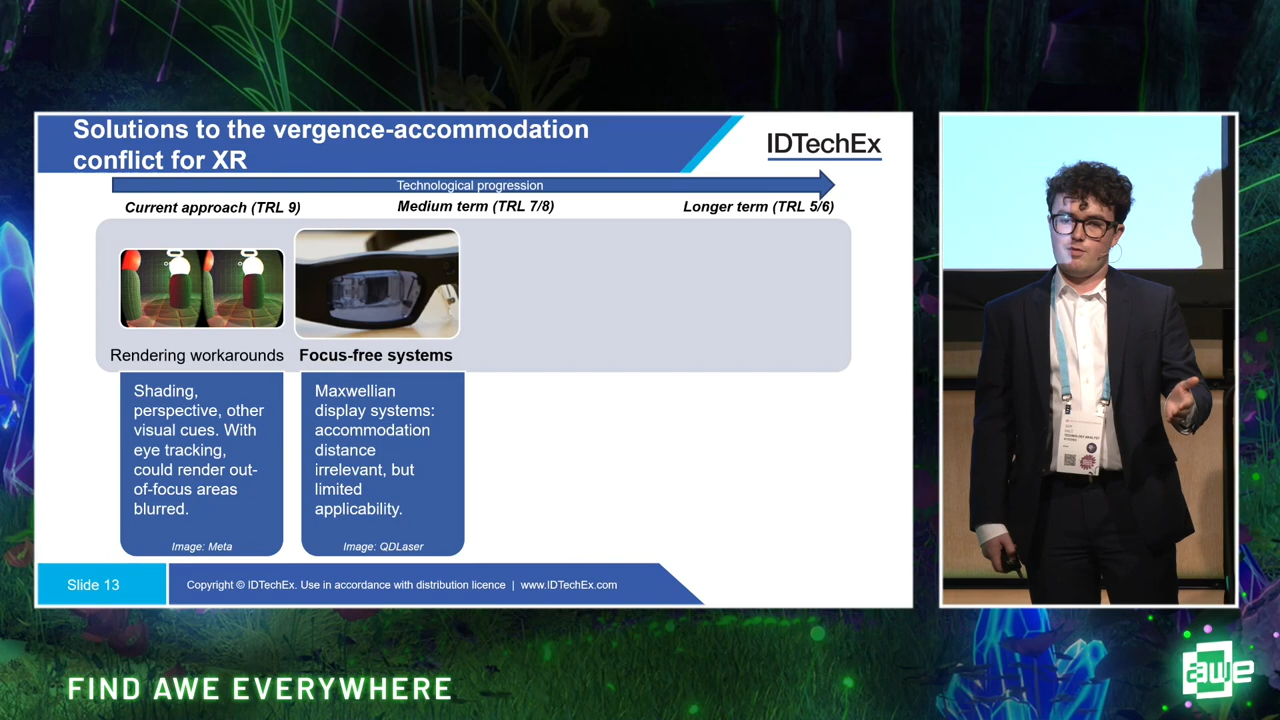 Solutions to the vergence-accommodation
conflict for XR
IDTechEx
Technological progression
Current approach (TRL 9)
Medium term (TRL 7/8)
Longer term (TRL 5/6)
Rendering workarounds
Focus-free systems
Shading,
perspective, other
visual cues. With
eye tracking,
could render out-
of-focus areas
blurred.
Image: Meta
Maxwellian
display systems:
accommodation
distance
irrelevant, but
limited
applicability.
Image: QDLaser
Slide 13
Copyright © IDTechEx. Use in accordance with distribution licence | www.IDTechEx.com
TECHNOLOGY ANALYST
FIND AWE EVERYWHERE
awe